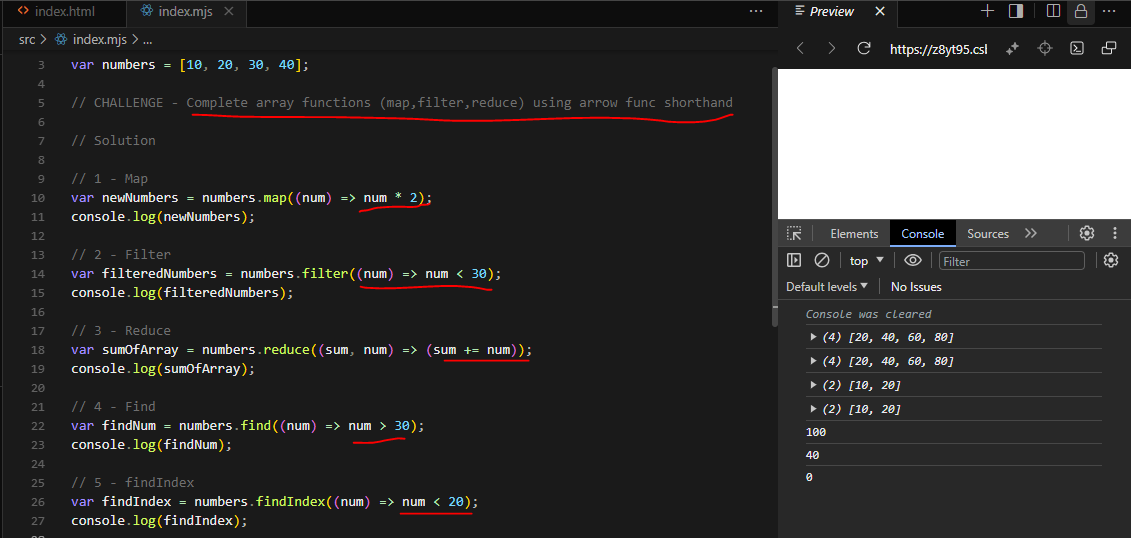 index.html
index.mjs
src > index.mjs > ...
3 var numbers = [10, 20, 30, 40];
4
5 // CHALLENGE - Complete array functions (map,filter,reduce) using arrow func shorthand
6
7 // Solution
8
9 // 1 - Map
10 var newNumbers = numbers.map((num) => num * 2);
11 console.log(newNumbers);
12
13 // 2 - Filter
14 var filteredNumbers = numbers.filter((num) => num < 30);
15 console.log(filteredNumbers);
16
17 // 3 - Reduce
18 var sumOfArray = numbers.reduce((sum, num) => (sum += num));
19 console.log(sumOfArray);
20
21 // 4 - Find
22 var findNum = numbers.find((num) => num > 30);
23 console.log(findNum);
24
25 // 5 - findIndex
26 var findIndex = numbers.findIndex((num) => num < 20);
27 console.log(findIndex);
Preview
https://z8yt95.csl
Elements Console Sources
top Filter
Default levels No Issues
Console was cleared
(4) [20, 40, 60, 80]
(4) [20, 40, 60, 80]
(2) [10, 20]
(2) [10, 20]
100
40
0